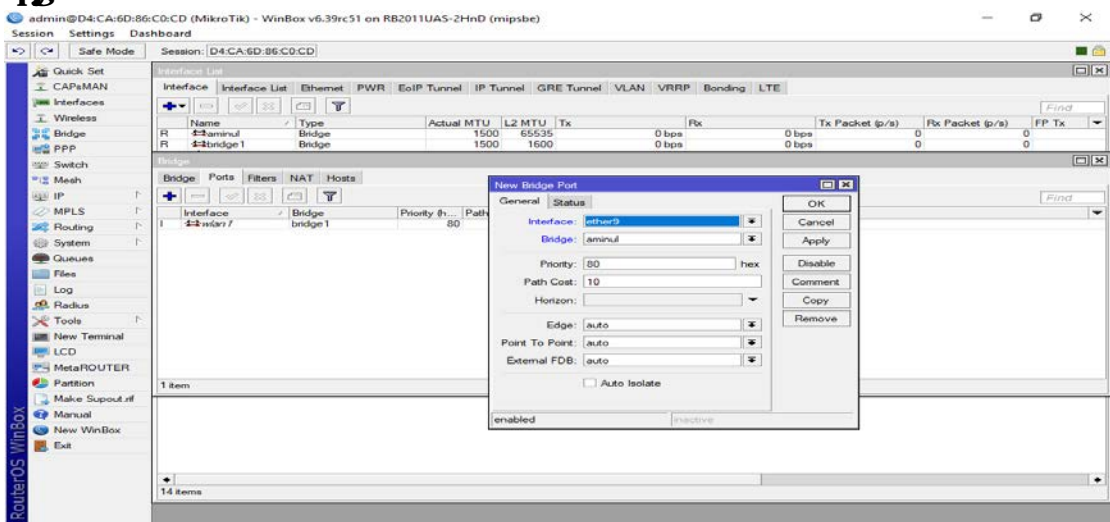 admin@D4:CA:6D:86:C0:CD (MikroTik) - WinBox v6.39rc51 on RB2011UAS-2HnD (mipsbe)
Session Settings Dashboard
Safe Mode Session: D4:CA:6D:86:C0:CD
Quick Set
CAPsMAN
Interfaces
Wireless
Bridge
PPP
Switch
Mesh
IP
MPLS
Routing
System
Queues
Files
Log
Radius
Tools
New Terminal
LCD
MetaROUTER
Partition
Make Supout.rif
Manual
New WinBox
Exit
RouterOS WinBox
Interface List
Interface Interface List Ethernet PWR EoIP Tunnel IP Tunnel GRE Tunnel VLAN VRRP Bonding LTE
Find
Name Type Actual MTU L2 MTU Tx Rx Tx Packet (p/s) Rx Packet (p/s) FP Tx
R aminul Bridge 1500 65535 0 bps 0 bps 0 0
R bridge1 Bridge 1500 1600 0 bps 0 bps 0 0
Bridge
Bridge Ports Filters NAT Hosts
Find
Interface Bridge Priority (h... Path
I wlan1 bridge1 80
1 item
14 items
New Bridge Port
General Status
Interface: ether9
Bridge: aminul
Priority: 80 hex
Path Cost: 10
Horizon:
Edge: auto
Point To Point: auto
External FDB: auto
Auto Isolate
enabled inactive
OK
Cancel
Apply
Disable
Comment
Copy
Remove